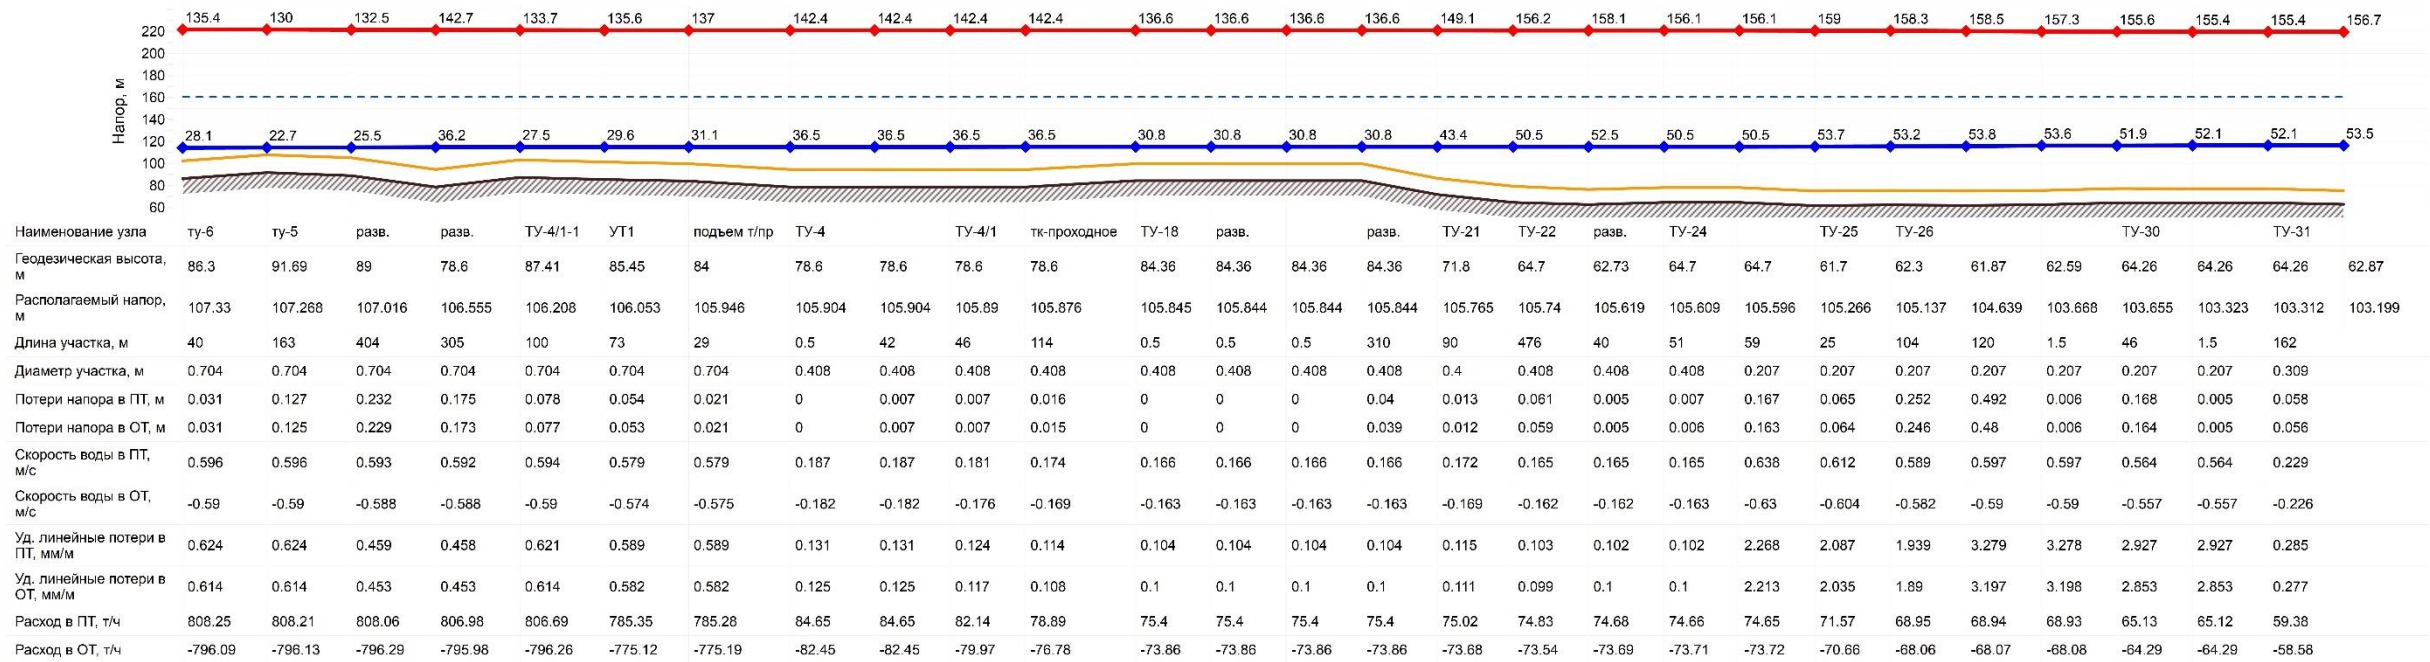 135.4 130 132.5 142.7 133.7 135.6 137 142.4 142.4 142.4 142.4 136.6 136.6 136.6 136.6 149.1 156.2 158.1 156.1 156.1 159 158.3 158.5 157.3 155.6 155.4 155.4 156.7
220
200
180
160
140
120
100
80
60
Напор, м
28.1 22.7 25.5 36.2 27.5 29.6 31.1 36.5 36.5 36.5 36.5 30.8 30.8 30.8 30.8 43.4 50.5 52.5 50.5 50.5 53.7 53.2 53.8 53.6 51.9 52.1 52.1 53.5
Наименование узла ту-6 ту-5 разв. разв. ТУ-4/1-1 УТ1 подъем т/пр ТУ-4 ТУ-4/1 тк-проходное ТУ-18 разв. разв. ТУ-21 ТУ-22 разв. ТУ-24 ТУ-25 ТУ-26 ТУ-30 ТУ-31
Геодезическая высота, м 86.3 91.69 89 78.6 87.41 85.45 84 78.6 78.6 78.6 78.6 84.36 84.36 84.36 84.36 71.8 64.7 62.73 64.7 64.7 61.7 62.3 61.87 62.59 64.26 64.26 64.26 62.87
Располагаемый напор, м 107.33 107.268 107.016 106.555 106.208 106.053 105.946 105.904 105.904 105.89 105.876 105.845 105.844 105.844 105.844 105.765 105.74 105.619 105.609 105.596 105.266 105.137 104.639 103.668 103.655 103.323 103.312 103.199
Длина участка, м 40 163 404 305 100 73 29 0.5 42 46 114 0.5 0.5 0.5 310 90 476 40 51 59 25 104 120 1.5 46 1.5 162
Диаметр участка, м 0.704 0.704 0.704 0.704 0.704 0.704 0.704 0.408 0.408 0.408 0.408 0.408 0.408 0.408 0.408 0.4 0.408 0.408 0.408 0.207 0.207 0.207 0.207 0.207 0.207 0.207 0.309
Потери напора в ПТ, м 0.031 0.127 0.232 0.175 0.078 0.054 0.021 0 0.007 0.007 0.016 0 0 0 0.04 0.013 0.061 0.005 0.007 0.167 0.065 0.252 0.492 0.006 0.168 0.005 0.058
Потери напора в ОТ, м 0.031 0.125 0.229 0.173 0.077 0.053 0.021 0 0.007 0.007 0.015 0 0 0 0.039 0.012 0.059 0.005 0.006 0.163 0.064 0.246 0.48 0.006 0.164 0.005 0.056
Скорость воды в ПТ, м/с 0.596 0.596 0.593 0.592 0.594 0.579 0.579 0.187 0.187 0.181 0.174 0.166 0.166 0.166 0.166 0.172 0.165 0.165 0.165 0.638 0.612 0.589 0.597 0.597 0.564 0.564 0.229
Скорость воды в ОТ, м/с -0.59 -0.59 -0.588 -0.588 -0.59 -0.574 -0.575 -0.182 -0.182 -0.176 -0.169 -0.163 -0.163 -0.163 -0.163 -0.169 -0.162 -0.162 -0.163 -0.63 -0.604 -0.582 -0.59 -0.59 -0.557 -0.557 -0.226
Уд. линейные потери в ПТ, мм/м 0.624 0.624 0.459 0.458 0.621 0.589 0.589 0.131 0.131 0.124 0.114 0.104 0.104 0.104 0.104 0.115 0.103 0.102 0.102 2.268 2.087 1.939 3.279 3.278 2.927 2.927 0.285
Уд. линейные потери в ОТ, мм/м 0.614 0.614 0.453 0.453 0.614 0.582 0.582 0.125 0.125 0.117 0.108 0.1 0.1 0.1 0.1 0.111 0.099 0.1 0.1 2.213 2.035 1.89 3.197 3.198 2.853 2.853 0.277
Расход в ПТ, т/ч 808.25 808.21 808.06 806.98 806.69 785.35 785.28 84.65 84.65 82.14 78.89 75.4 75.4 75.4 75.4 75.02 74.83 74.68 74.66 74.65 71.57 68.95 68.94 68.93 65.13 65.12 59.38
Расход в ОТ, т/ч -796.09 -796.13 -796.29 -795.98 -796.26 -775.12 -775.19 -82.45 -82.45 -79.97 -76.78 -73.86 -73.86 -73.86 -73.86 -73.68 -73.54 -73.69 -73.71 -73.72 -70.66 -68.06 -68.07 -68.08 -64.29 -64.29 -58.58